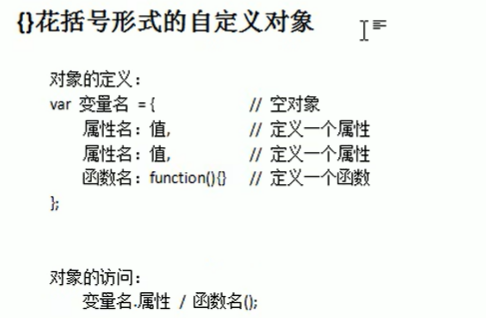 {}花括号形式的自定义对象
对象的定义：
var 变量名 = { // 空对象
属性名：值, // 定义一个属性
属性名：值, // 定义一个属性
函数名：function(){} // 定义一个函数
};
对象的访问：
变量名.属性 / 函数名();